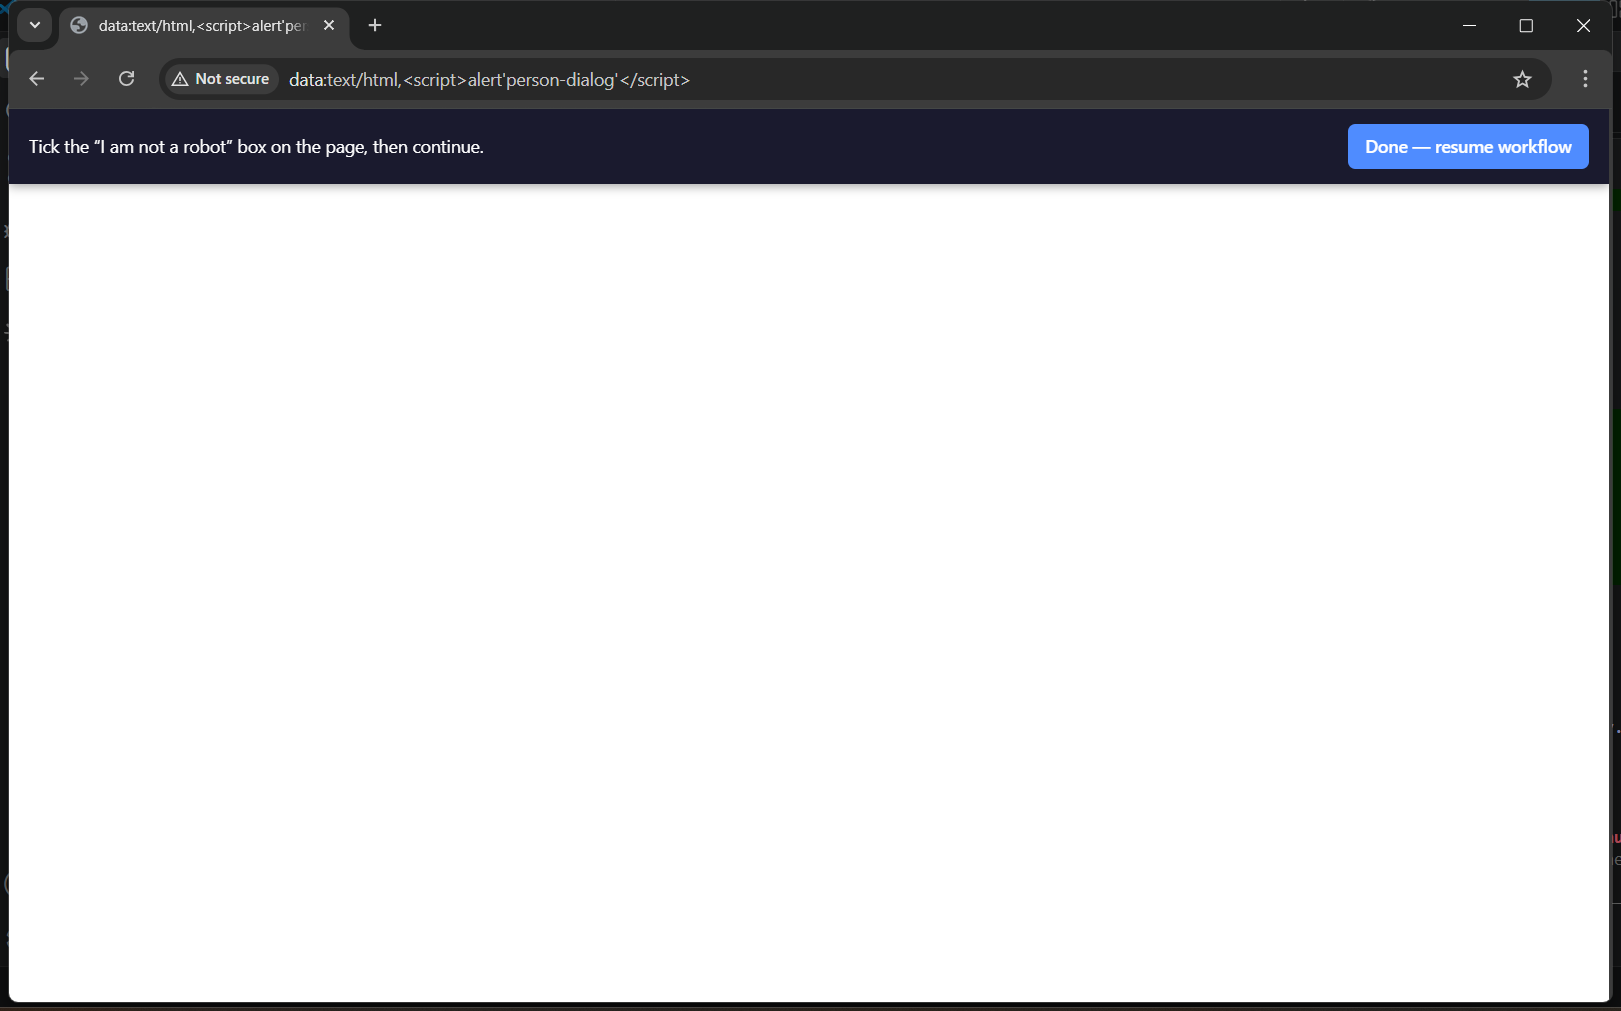 data:text/html,<script>alert'per
Not secure
data:text/html,<script>alert'person-dialog'</script>
Tick the “I am not a robot” box on the page, then continue.
Done — resume workflow